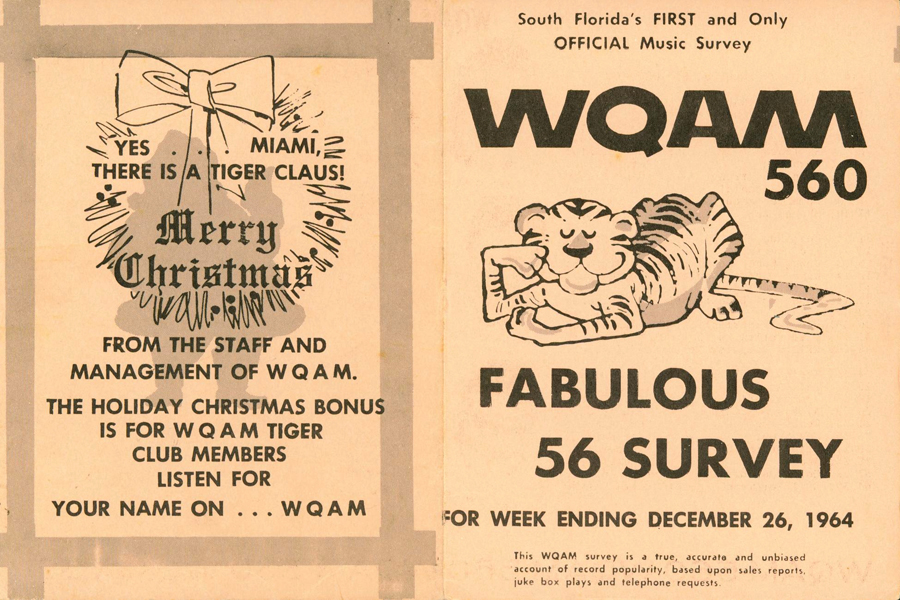 YES . . . MIAMI,
THERE IS A TIGER CLAUS!
Merry
Christmas
FROM THE STAFF AND
MANAGEMENT OF W Q A M.
THE HOLIDAY CHRISTMAS BONUS
IS FOR W Q A M TIGER
CLUB MEMBERS
LISTEN FOR
YOUR NAME ON ... W Q A M
South Florida's FIRST and Only
OFFICIAL Music Survey
WQAM
560
FABULOUS
56 SURVEY
FOR WEEK ENDING DECEMBER 26, 1964
This WQAM survey is a true, accurate and unbiased
account of record popularity, based upon sales reports,
juke box plays and telephone requests.